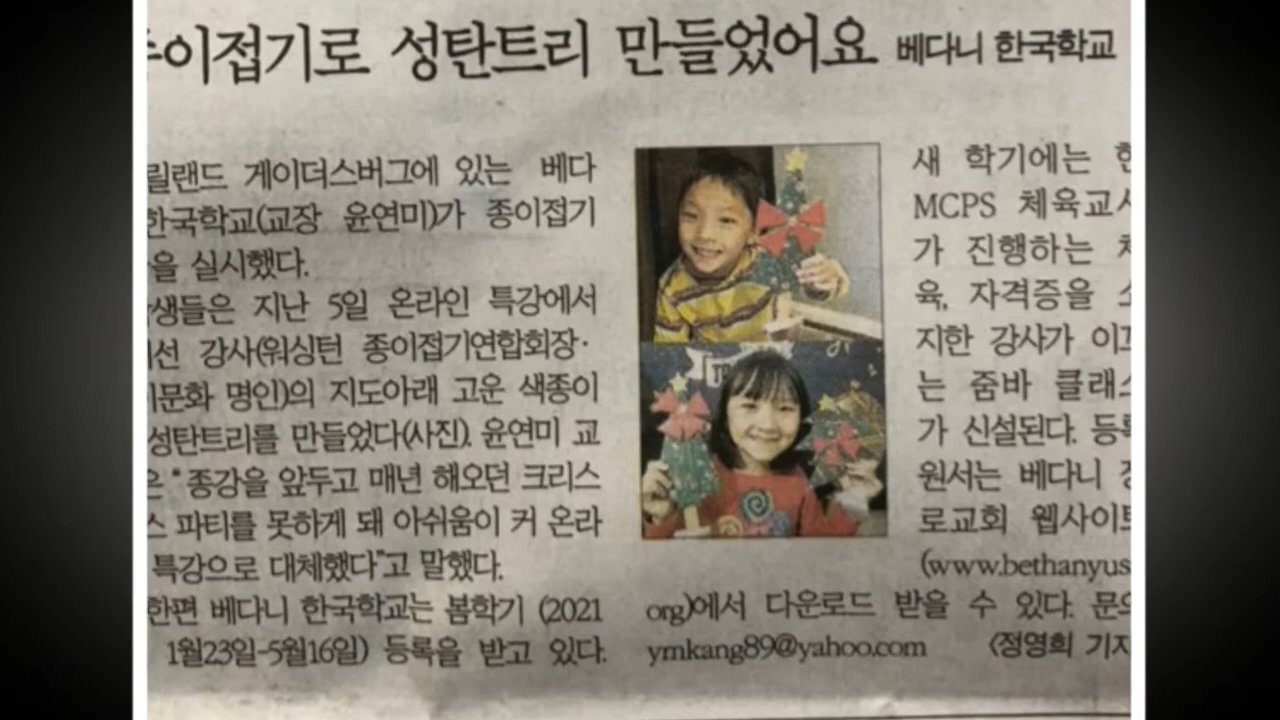 종이접기로 성탄트리 만들었어요 베다니 한국학교
릴랜드 게이더스버그에 있는 베다
한국학교(교장 윤연미)가 종이접기
을 실시했다.
생들은 지난 5일 온라인 특강에서
선 강사(워싱턴 종이접기연합회장·
문화 명인)의 지도아래 고운 색종이
성탄트리를 만들었다(사진). 윤연미 교
은 “종강을 앞두고 매년 해오던 크리스
스 파티를 못하게 돼 아쉬움이 커 온라
특강으로 대체했다”고 말했다.
한편 베다니 한국학교는 봄학기 (2021
1월23일-5월16일) 등록을 받고 있다.
새 학기에는
MCPS 체육교사
가 진행하는
육, 자격증을 소
지한 강사가
는 줌바 클래스
가 신설된다. 등록
원서는 베다니
로교회 웹사이트
(www.bethanyus
org)에서 다운로드 받을 수 있다. 문의
ymkang89@yahoo.com 〈정영희 기자